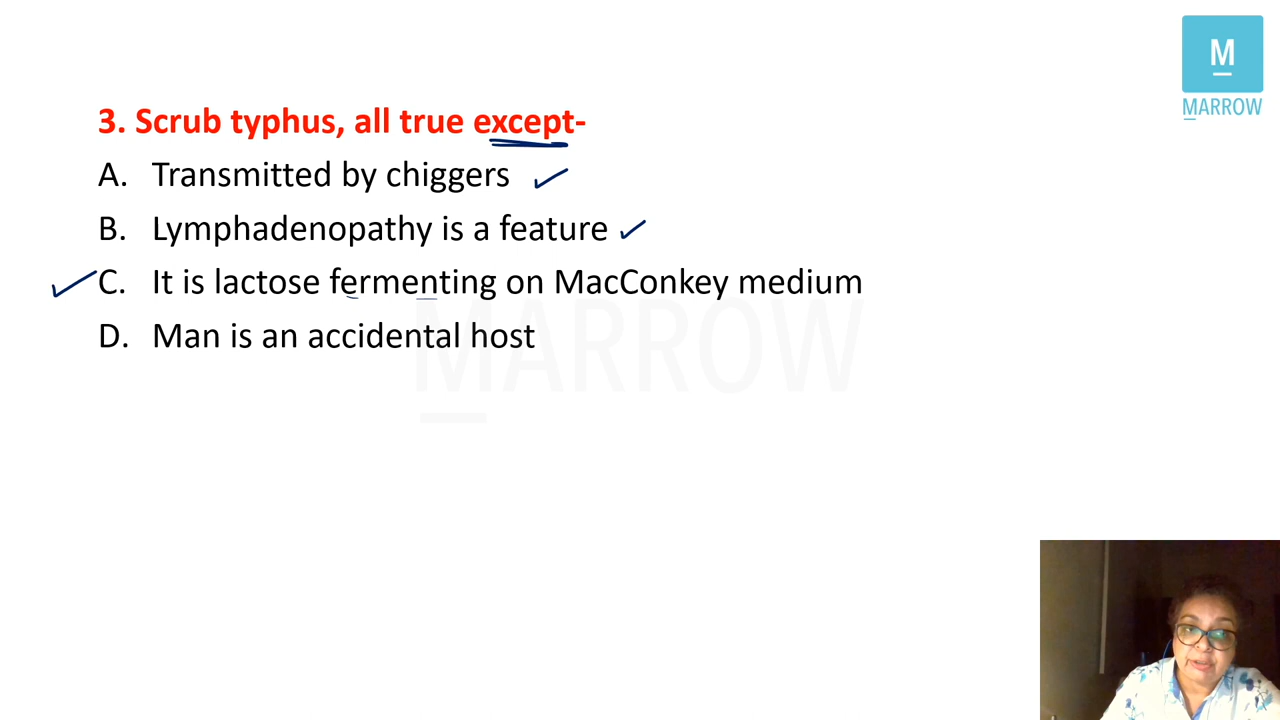 M
MARROW
3. Scrub typhus, all true except-
A. Transmitted by chiggers
B. Lymphadenopathy is a feature
C. It is lactose fermenting on MacConkey medium
D. Man is an accidental host
MARROW